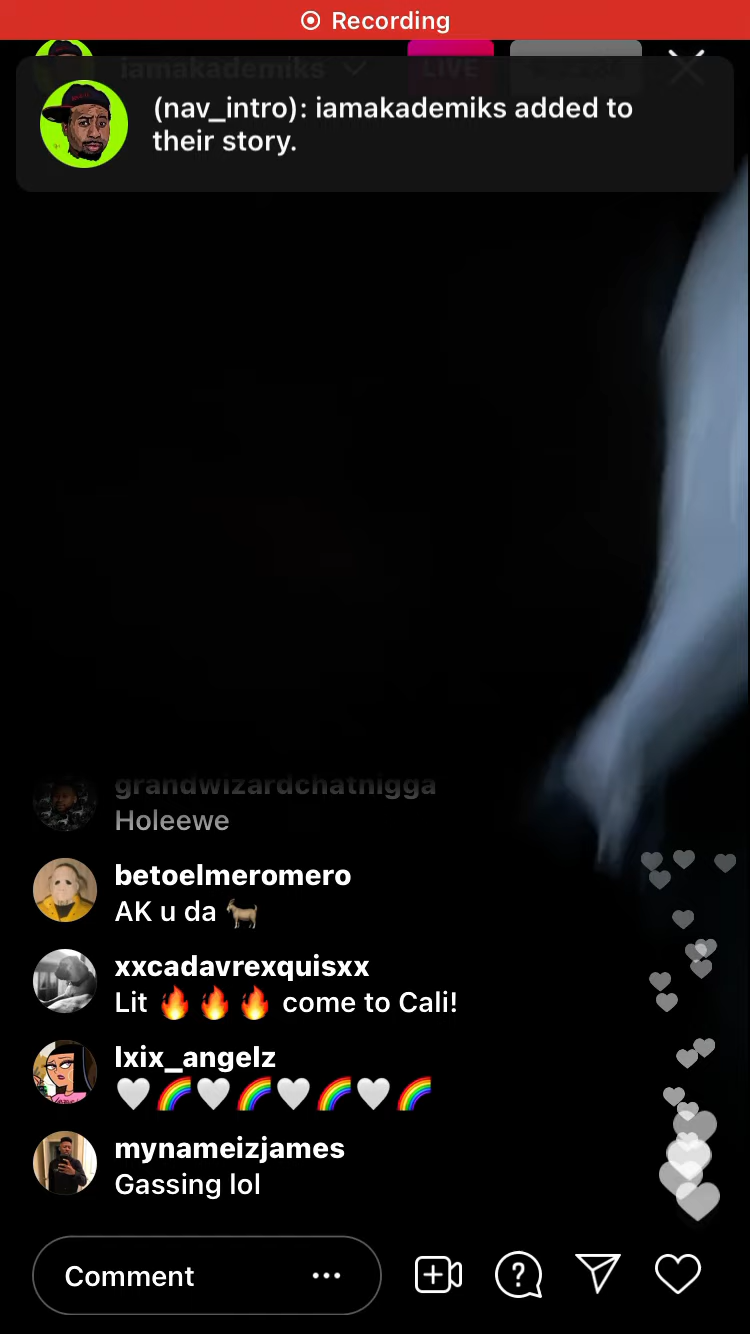 Recording
iamakademiks
LIVE
(nav_intro): iamakademiks added to
their story.
grandwizardchatnigga
Holeewe
betoelmeromero
AK u da 🐐
xxcadavrexquisxx
Lit 🔥🔥🔥 come to Cali!
lxix_angelz
🤍🌈🤍🌈🤍🌈🤍🌈
mynameizjames
Gassing lol
Comment